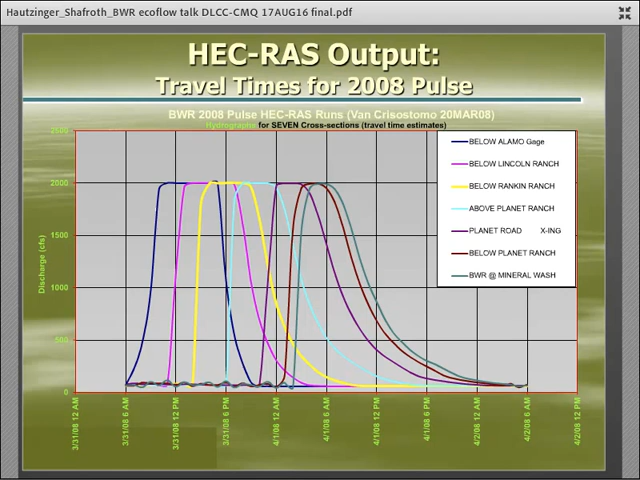 Hautzinger_Shafroth_BWR ecoflow talk DLCC-CMQ 17AUG16 final.pdf
HEC-RAS Output:
Travel Times for 2008 Pulse
BWR 2008 Pulse HEC-RAS Runs (Van Crisostomo 20MAR08)
Hydrographs for SEVEN Cross-sections (travel time estimates)
Discharge (cfs)
2500
2000
1500
1000
500
0
BELOW ALAMO Gage
BELOW LINCOLN RANCH
BELOW RANKIN RANCH
ABOVE PLANET RANCH
PLANET ROAD X-ING
BELOW PLANET RANCH
BWR @ MINERAL WASH
3/31/08 12 AM
3/31/08 6 AM
3/31/08 12 PM
3/31/08 6 PM
4/1/08 12 AM
4/1/08 6 AM
4/1/08 12 PM
4/1/08 6 PM
4/2/08 12 AM
4/2/08 6 AM
4/2/08 12 PM